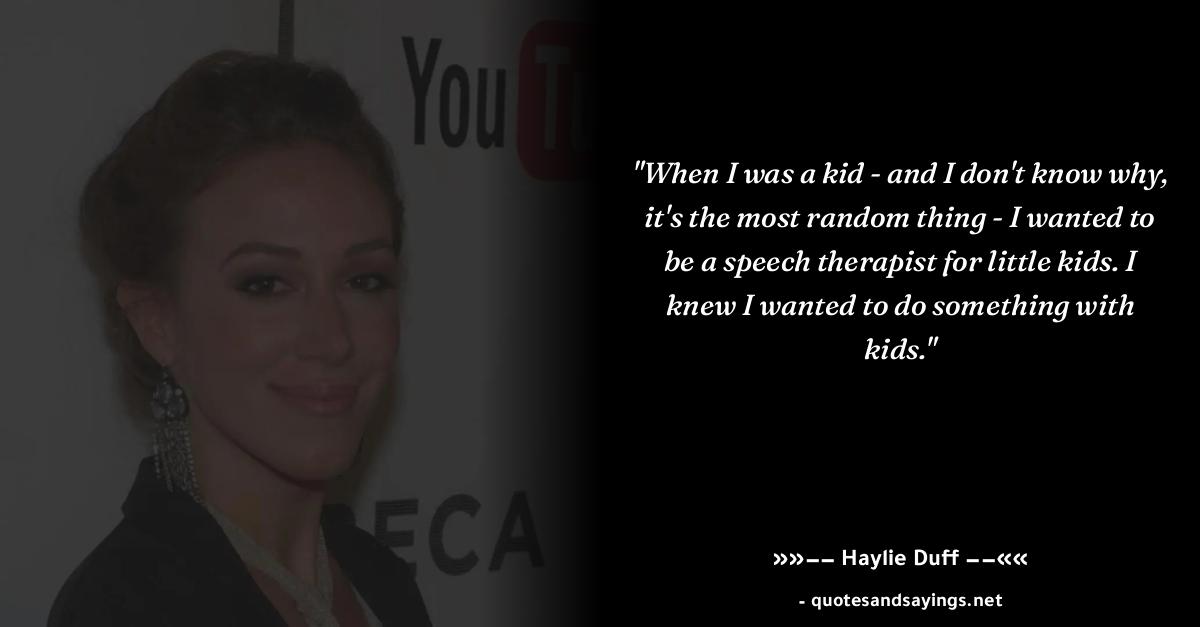 YouTu
ECA
"When I was a kid - and I don't know why,
it's the most random thing - I wanted to
be a speech therapist for little kids. I
knew I wanted to do something with
kids."
»»–– Haylie Duff ––««
- quotesandsayings.net